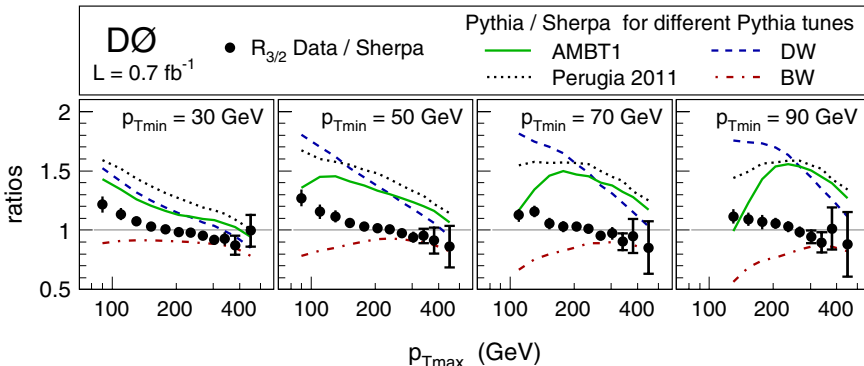 DØ
L = 0.7 fb⁻¹
R3/2 Data / Sherpa
Pythia / Sherpa for different Pythia tunes
AMBT1
DW
Perugia 2011
BW
pTmin = 30 GeV
pTmin = 50 GeV
pTmin = 70 GeV
pTmin = 90 GeV
ratios
2
1.5
1
0.5
100 200 400
100 200 400
100 200 400
100 200 400
pTmax (GeV)